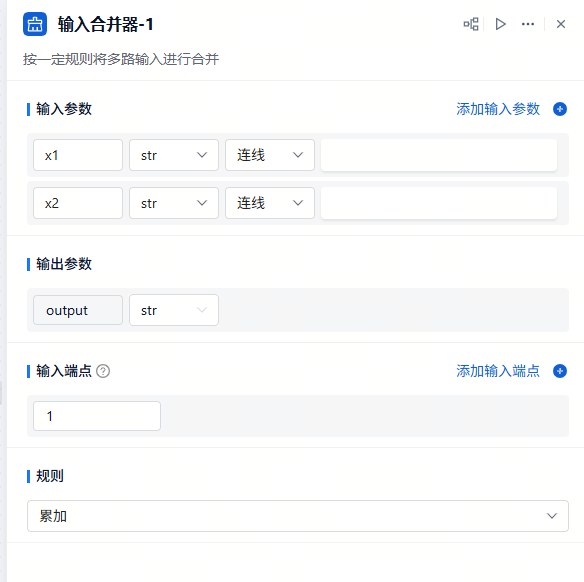 输入合并器-1
按一定规则将多路输入进行合并
输入参数 添加输入参数
x1 str 连线
x2 str 连线
输出参数
output str
输入端点 ? 添加输入端点
1
规则
累加